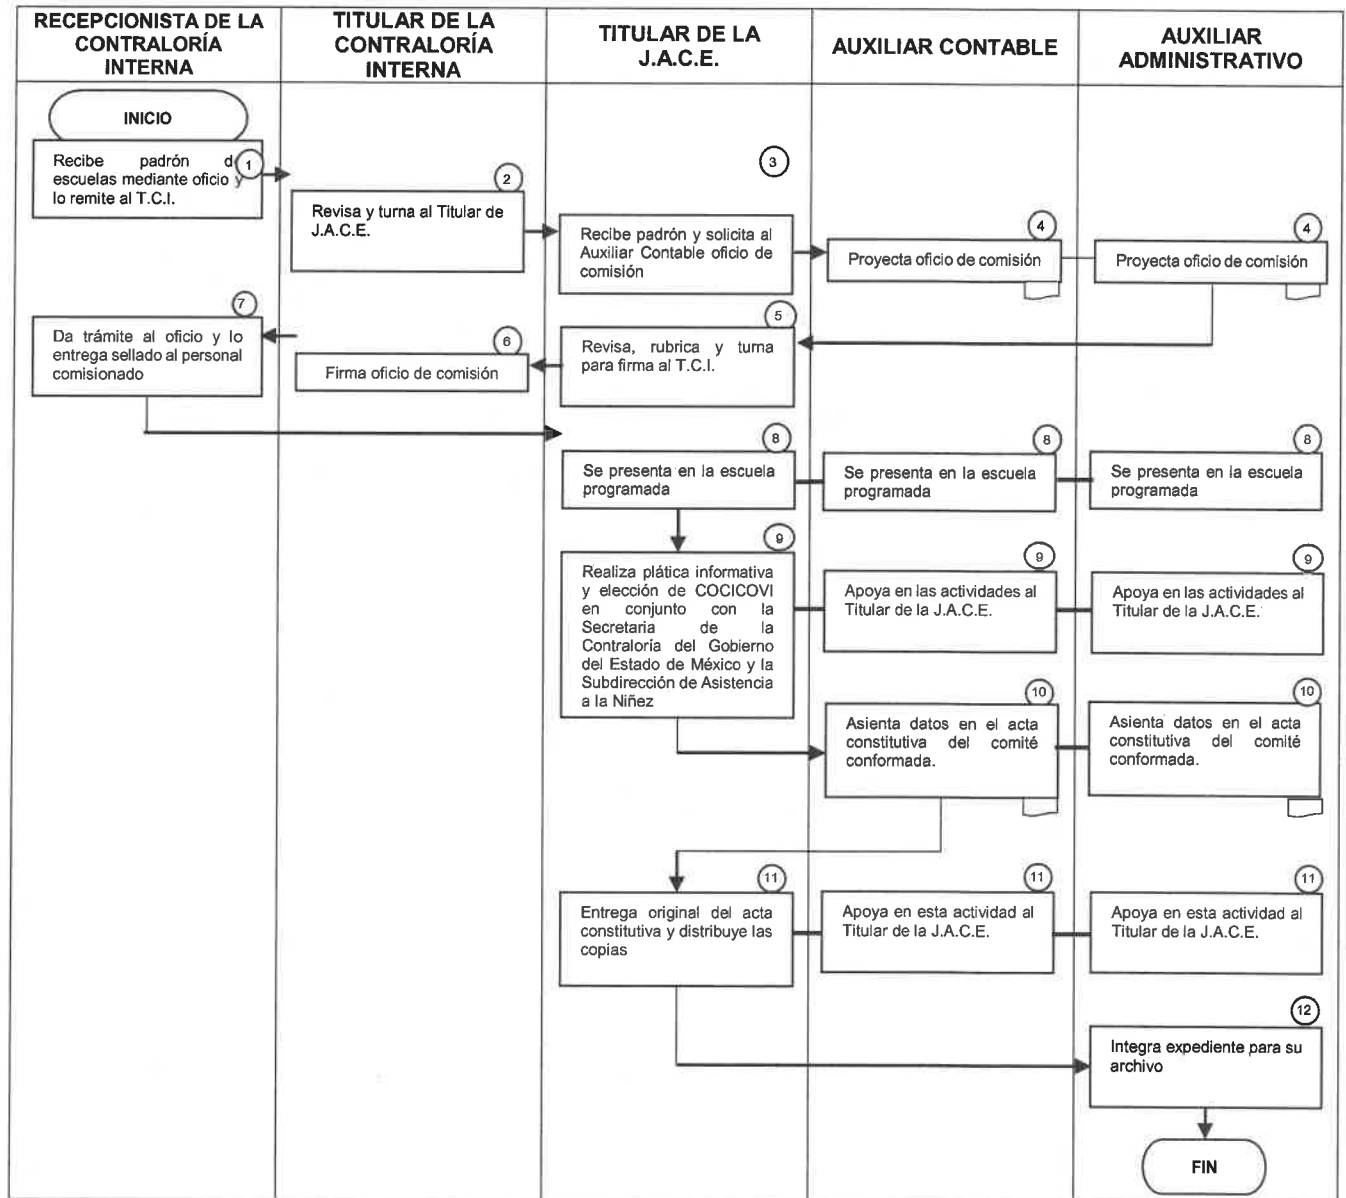 RECEPCIONISTA DE LA
CONTRALORÍA
INTERNA
TITULAR DE LA
CONTRALORÍA
INTERNA
TITULAR DE LA
J.A.C.E.
AUXILIAR CONTABLE
AUXILIAR
ADMINISTRATIVO
INICIO
1
Recibe padrón d
escuelas mediante oficio y
lo remite al T.C.I.
2
Revisa y turna al Titular de
J.A.C.E.
3
Recibe padrón y solicita al
Auxiliar Contable oficio de
comisión
4
Proyecta oficio de comisión
4
Proyecta oficio de comisión
5
Revisa, rubrica y turna
para firma al T.C.I.
6
Firma oficio de comisión
7
Da trámite al oficio y lo
entrega sellado al personal
comisionado
8
Se presenta en la escuela
programada
8
Se presenta en la escuela
programada
8
Se presenta en la escuela
programada
9
Realiza plática informativa
y elección de COCICOVI
en conjunto con la
Secretaria de la
Contraloría del Gobierno
del Estado de México y la
Subdirección de Asistencia
a la Niñez
9
Apoya en las actividades al
Titular de la J.A.C.E.
9
Apoya en las actividades al
Titular de la J.A.C.E.
10
Asienta datos en el acta
constitutiva del comité
conformada.
10
Asienta datos en el acta
constitutiva del comité
conformada.
11
Entrega original del acta
constitutiva y distribuye las
copias
11
Apoya en esta actividad al
Titular de la J.A.C.E.
11
Apoya en esta actividad al
Titular de la J.A.C.E.
12
Integra expediente para su
archivo
FIN